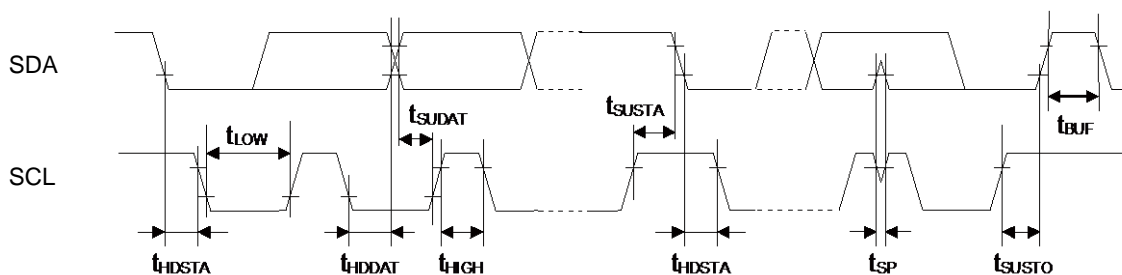 SDA
tSUDAT
tSUSTA
tBUF
tLOW
SCL
tHDSTA
tHDDAT
tHIGH
tHDSTA
tSP
tSUSTO